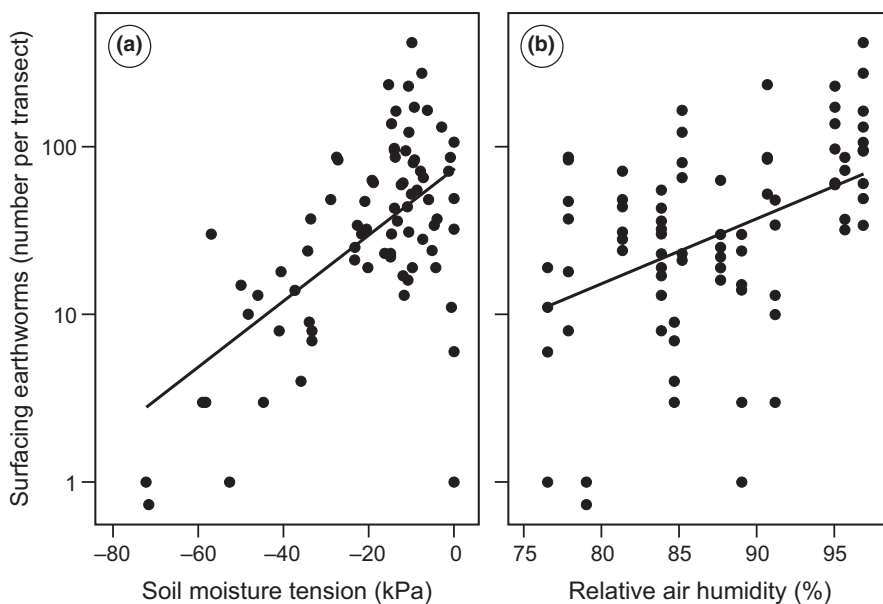 (a)
(b)
Surfacing earthworms (number per transect)
100
10
1
–80 –60 –40 –20 0
75 80 85 90 95
Soil moisture tension (kPa)
Relative air humidity (%)